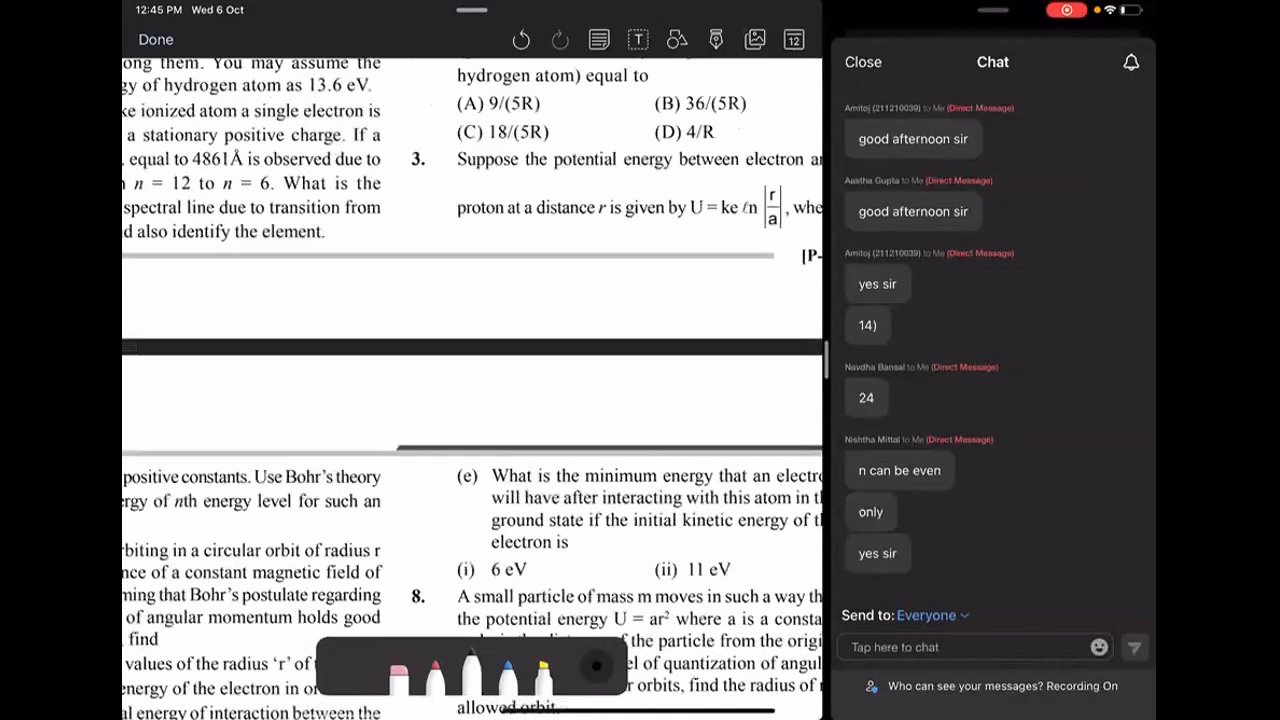 12:45 PM Wed 6 Oct
Done
T
12
ong them. You may assume the
gy of hydrogen atom as 13.6 eV.
ke ionized atom a single electron is
a stationary positive charge. If a
equal to 4861Å is observed due to
n = 12 to n = 6. What is the
spectral line due to transition from
d also identify the element.
hydrogen atom) equal to
(A) 9/(5R) (B) 36/(5R)
(C) 18/(5R) (D) 4/R
3. Suppose the potential energy between electron a
proton at a distance r is given by U = ke ℓn |r/a|, whe
[P-
positive constants. Use Bohr's theory
rgy of nth energy level for such an
rbiting in a circular orbit of radius r
nce of a constant magnetic field of
ming that Bohr's postulate regarding
of angular momentum holds good
find
values of the radius 'r' of
energy of the electron in or
al energy of interaction between the
(e) What is the minimum energy that an electro
will have after interacting with this atom in t
ground state if the initial kinetic energy of t
electron is
(i) 6 eV (ii) 11 eV
8. A small particle of mass m moves in such a way th
the potential energy U = ar² where a is a consta
of the particle from the origi
el of quantization of angul
r orbits, find the radius of
allowed orbit.
Close Chat
Amitoj (211210039) to Me (Direct Message)
good afternoon sir
Aastha Gupta to Me (Direct Message)
good afternoon sir
Amitoj (211210039) to Me (Direct Message)
yes sir
14)
Navdha Bansal to Me (Direct Message)
24
Nishtha Mittal to Me (Direct Message)
n can be even
only
yes sir
Send to: Everyone
Tap here to chat
Who can see your messages? Recording On